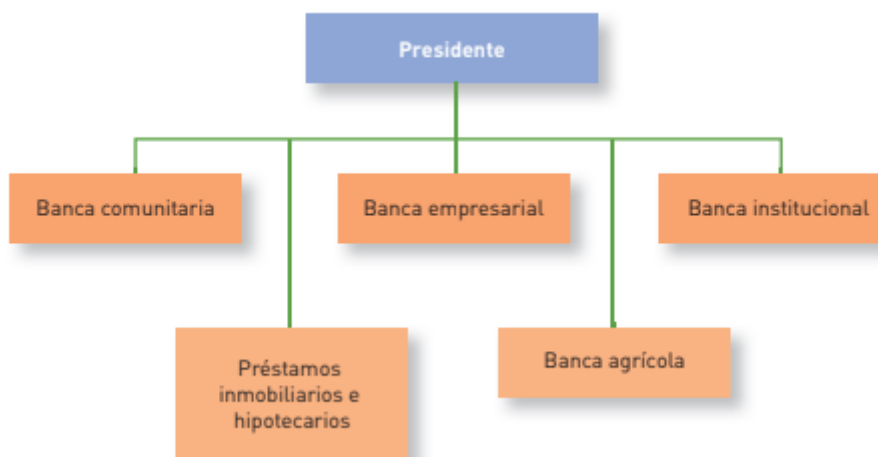 Presidente
Banca comunitaria
Banca empresarial
Banca institucional
Préstamos
inmobiliarios e
hipotecarios
Banca agrícola